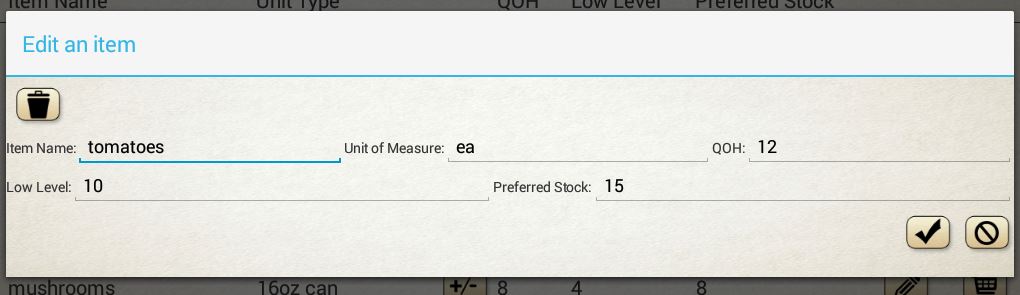 Item Name Unit Type QOH Low Level Preferred Stock
Edit an item
Item Name: tomatoes Unit of Measure: ea QOH: 12
Low Level: 10 Preferred Stock: 15
mushrooms 16oz can +/- 8 4 8